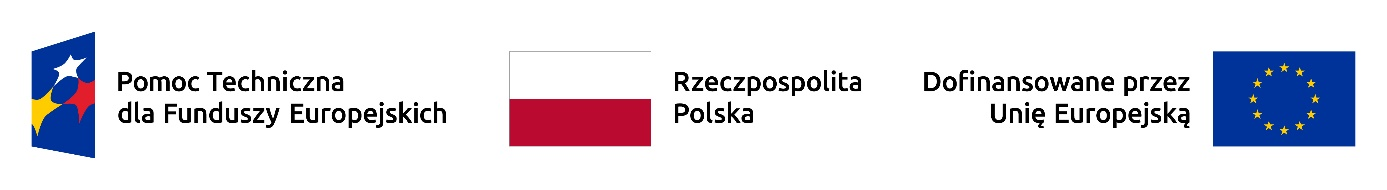 Pomoc Techniczna
dla Funduszy Europejskich
Rzeczpospolita
Polska
Dofinansowane przez
Unię Europejską